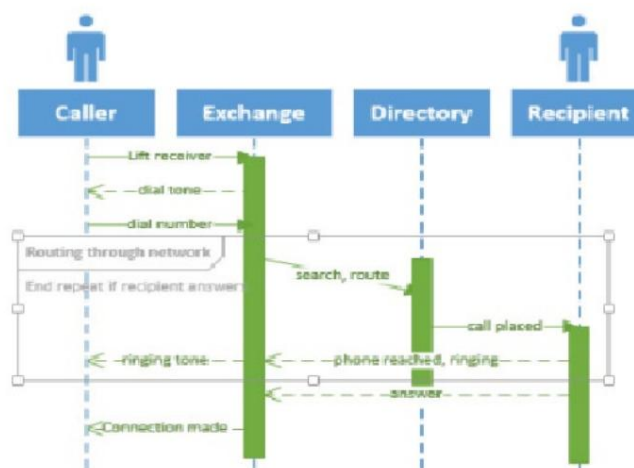 Caller
Exchange
Directory
Recipient
Lift receiver
dial tone
dial number
Routing through network
search, route
End repeat if recipient answers
call placed
ringing tone
phone reached, ringing
answer
Connection made